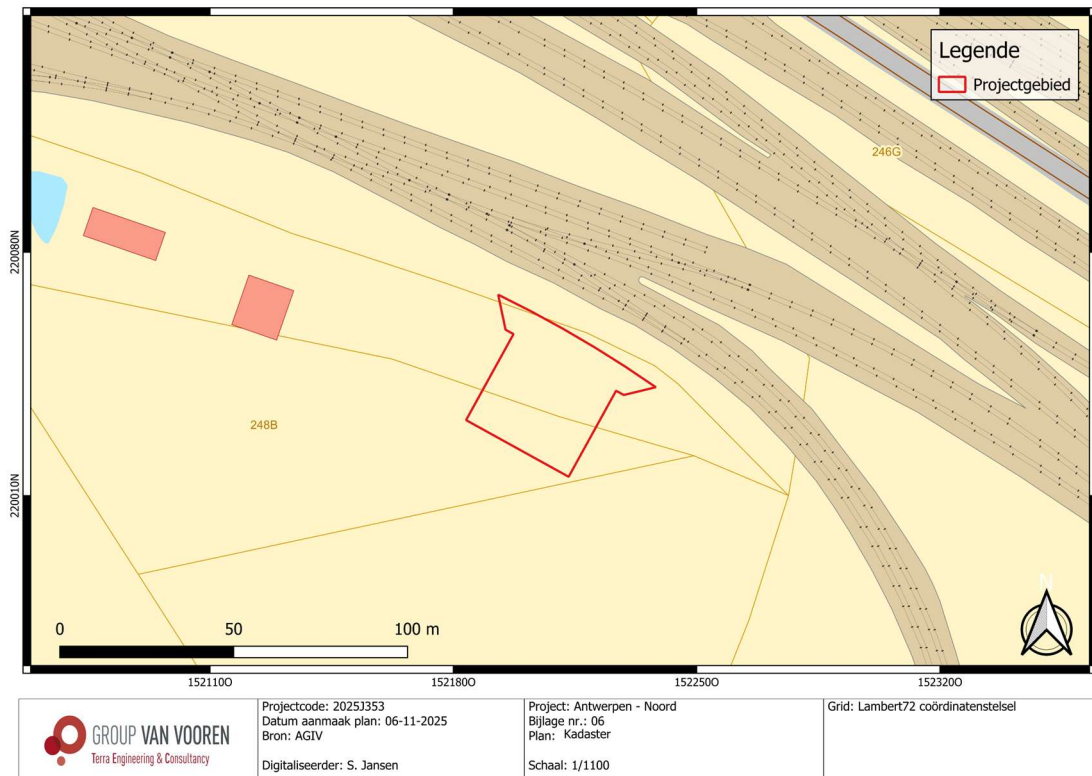 Legende
Projectgebied
246G
248B
220080N
220010N
0 50 100 m
N
152110O 152180O 152250O 152320O
GROUP VAN VOOREN
Terra Engineering & Consultancy
Projectcode: 2025J353
Datum aanmaak plan: 06-11-2025
Bron: AGIV
Digitaliseerder: S. Jansen
Project: Antwerpen - Noord
Bijlage nr.: 06
Plan: Kadaster
Schaal: 1/1100
Grid: Lambert72 coördinatenstelsel